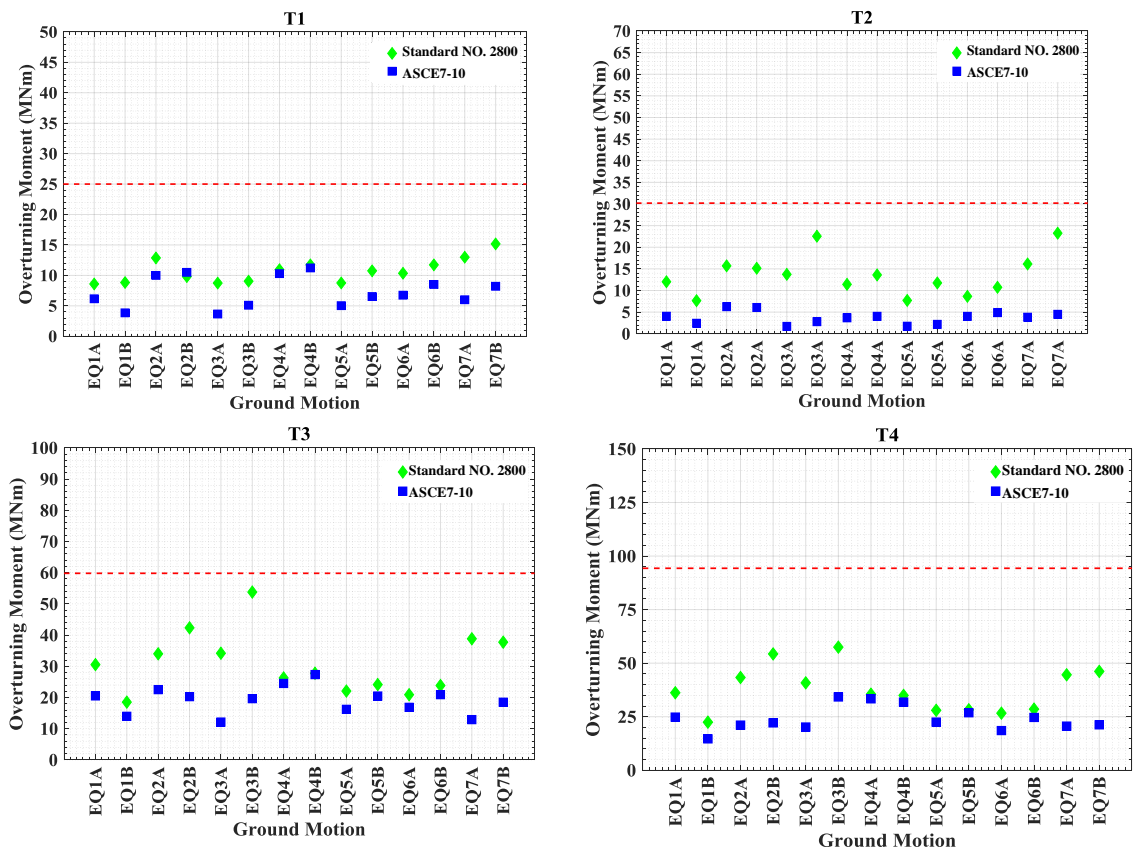 T1
Overturning Moment (MNm)
50
45
40
35
30
25
20
15
10
5
0
Standard NO. 2800
ASCE7-10
EQ1A
EQ1B
EQ2A
EQ2B
EQ3A
EQ3B
EQ4A
EQ4B
EQ5A
EQ5B
EQ6A
EQ6B
EQ7A
EQ7B
Ground Motion
T2
Overturning Moment (MNm)
70
65
60
55
50
45
40
35
30
25
20
15
10
5
0
Standard NO. 2800
ASCE7-10
EQ1A
EQ1A
EQ2A
EQ2A
EQ3A
EQ3A
EQ4A
EQ4A
EQ5A
EQ5A
EQ6A
EQ6A
EQ7A
EQ7A
Ground Motion
T3
Overturning Moment (MNm)
100
90
80
70
60
50
40
30
20
10
0
Standard NO. 2800
ASCE7-10
EQ1A
EQ1B
EQ2A
EQ2B
EQ3A
EQ3B
EQ4A
EQ4B
EQ5A
EQ5B
EQ6A
EQ6B
EQ7A
EQ7B
Ground Motion
T4
Overturning Moment (MNm)
150
125
100
75
50
25
0
Standard NO. 2800
ASCE7-10
EQ1A
EQ1B
EQ2A
EQ2B
EQ3A
EQ3B
EQ4A
EQ4B
EQ5A
EQ5B
EQ6A
EQ6B
EQ7A
EQ7B
Ground Motion